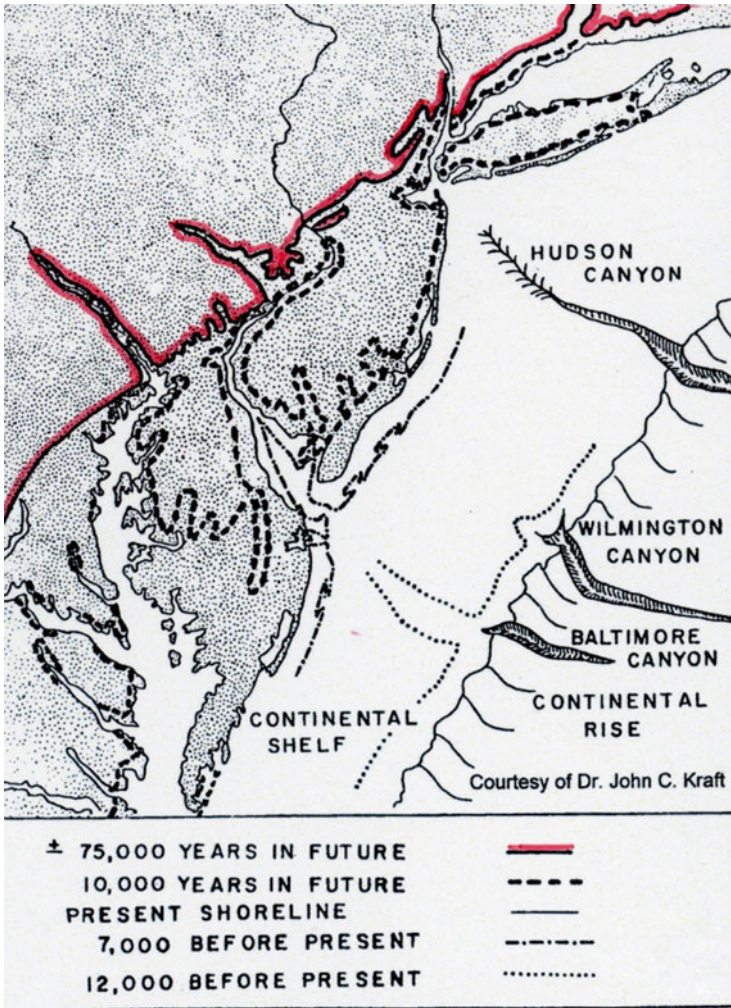 HUDSON
CANYON
WILMINGTON
CANYON
BALTIMORE
CANYON
CONTINENTAL
SHELF
CONTINENTAL
RISE
Courtesy of Dr. John C. Kraft
± 75,000 YEARS IN FUTURE
10,000 YEARS IN FUTURE
PRESENT SHORELINE
7,000 BEFORE PRESENT
12,000 BEFORE PRESENT